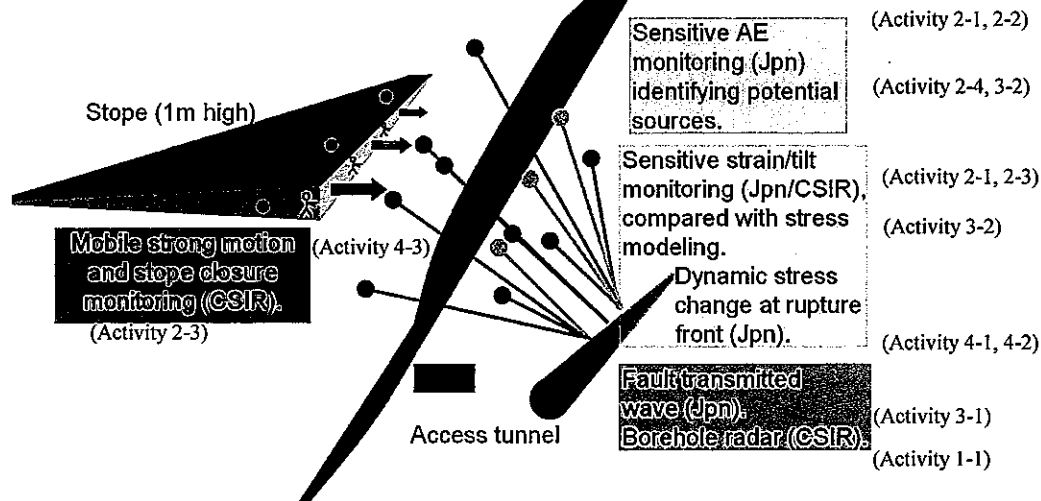 Stope (1m high)
Mobile strong motion
and stope closure
monitoring (CSIR).
(Activity 4-3)
(Activity 2-3)
Access tunnel
Sensitive AE
monitoring (Jpn)
identifying potential
sources.
(Activity 2-1, 2-2)
(Activity 2-4, 3-2)
Sensitive strain/tilt
monitoring (Jpn/CSIR),
compared with stress
modeling.
(Activity 2-1, 2-3)
(Activity 3-2)
Dynamic stress
change at rupture
front (Jpn).
(Activity 4-1, 4-2)
Fault transmitted
wave (Jpn).
Borehole radar (CSIR).
(Activity 3-1)
(Activity 1-1)